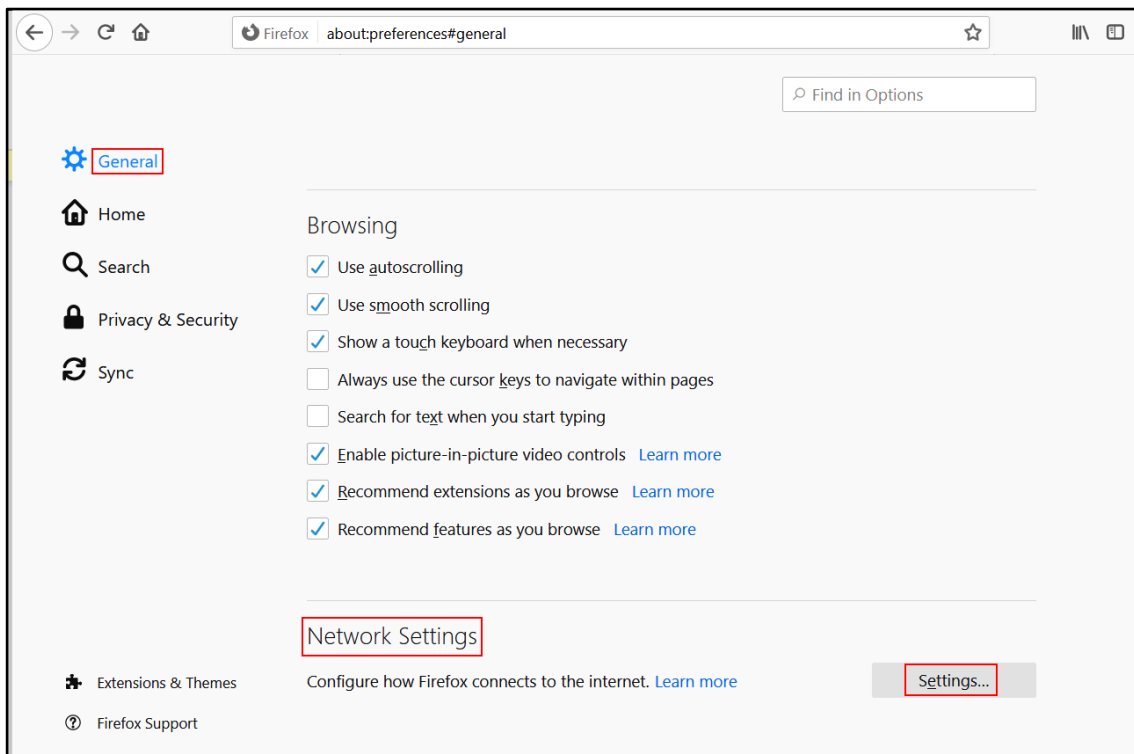 Firefox about:preferences#general
Find in Options
General
Home
Search
Privacy & Security
Sync
Browsing
Use autoscrolling
Use smooth scrolling
Show a touch keyboard when necessary
Always use the cursor keys to navigate within pages
Search for text when you start typing
Enable picture-in-picture video controls Learn more
Recommend extensions as you browse Learn more
Recommend features as you browse Learn more
Network Settings
Configure how Firefox connects to the internet. Learn more Settings...
Extensions & Themes
Firefox Support